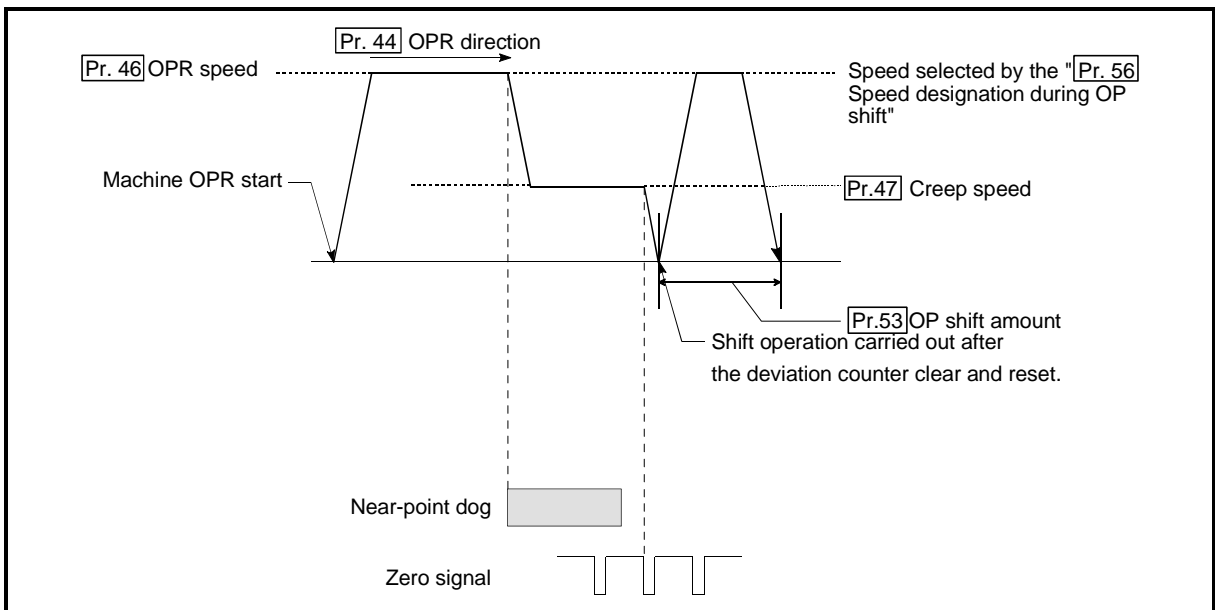 Pr. 44 OPR direction
Pr. 46 OPR speed
Speed selected by the "Pr. 56
Speed designation during OP
shift"
Machine OPR start
Pr.47 Creep speed
Pr.53 OP shift amount
Shift operation carried out after
the deviation counter clear and reset.
Near-point dog
Zero signal